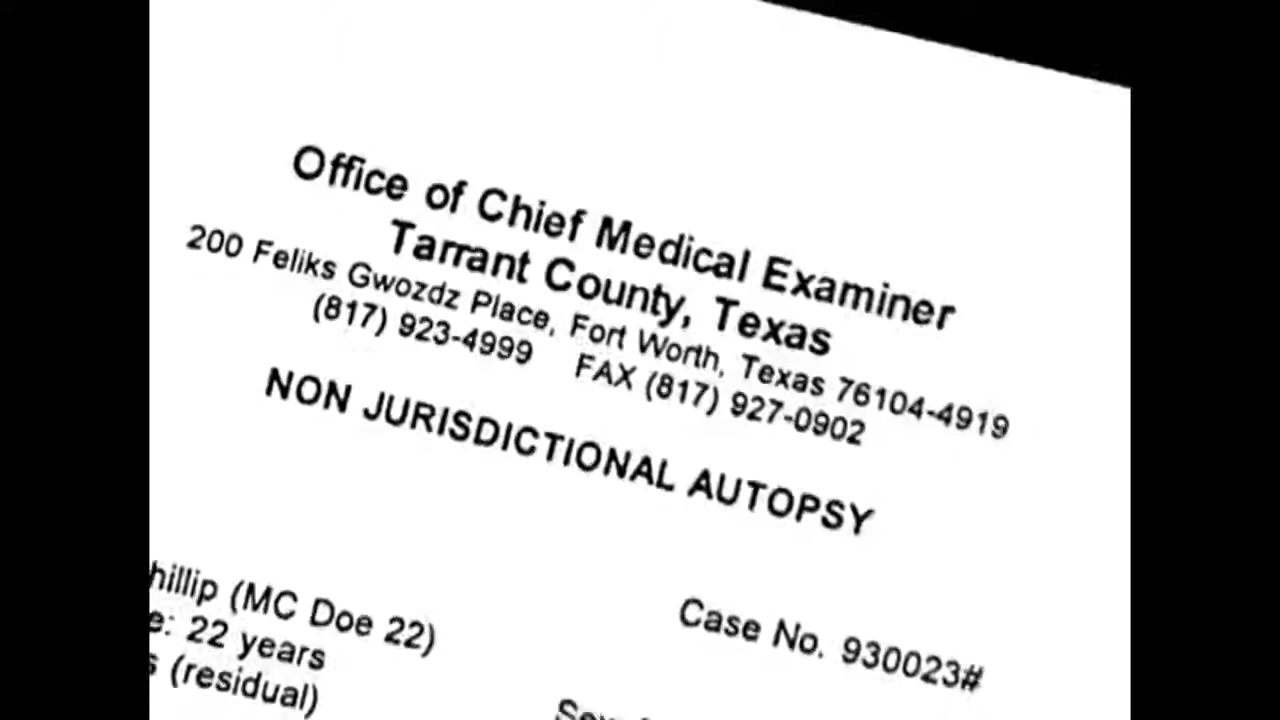 Office of Chief Medical Examiner
Tarrant County, Texas
200 Feliks Gwozdz Place, Fort Worth, Texas 76104-4919
(817) 923-4999 FAX (817) 927-0902
NON JURISDICTIONAL AUTOPSY
hillip (MC Doe 22)
Case No. 930023#
e: 22 years
s (residual)